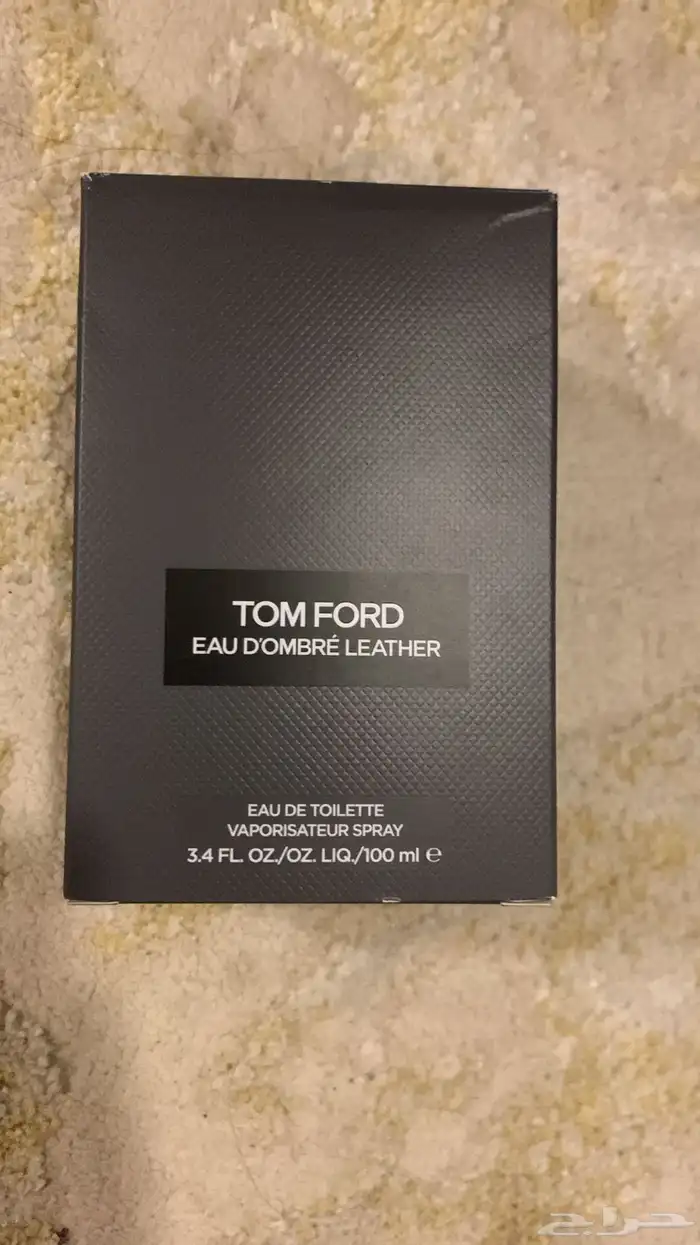 TOM FORD
EAU D'OMBRÉ LEATHER
EAU DE TOILETTE
VAPORISATEUR SPRAY
3.4 FL. OZ./OZ. LIQ./100 ml ℮
حراج